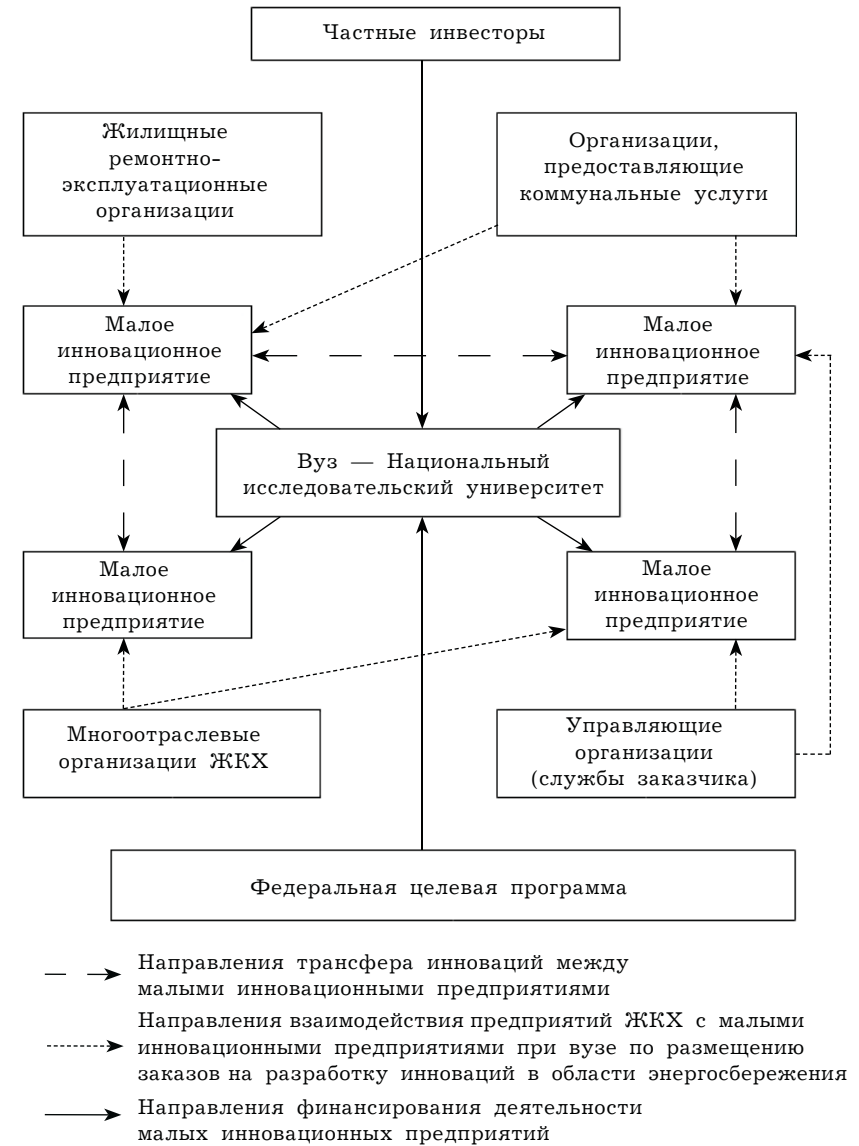 Частные инвесторы
Жилищные
ремонтно-
эксплуатационные
организации
Организации,
предоставляющие
коммунальные услуги
Малое
инновационное
предприятие
Малое
инновационное
предприятие
Вуз — Национальный
исследовательский университет
Малое
инновационное
предприятие
Малое
инновационное
предприятие
Многоотраслевые
организации ЖКХ
Управляющие
организации
(службы заказчика)
Федеральная целевая программа
Направления трансфера инноваций между
малыми инновационными предприятиями
Направления взаимодействия предприятий ЖКХ с малыми
инновационными предприятиями при вузе по размещению
заказов на разработку инноваций в области энергосбережения
Направления финансирования деятельности
малых инновационных предприятий